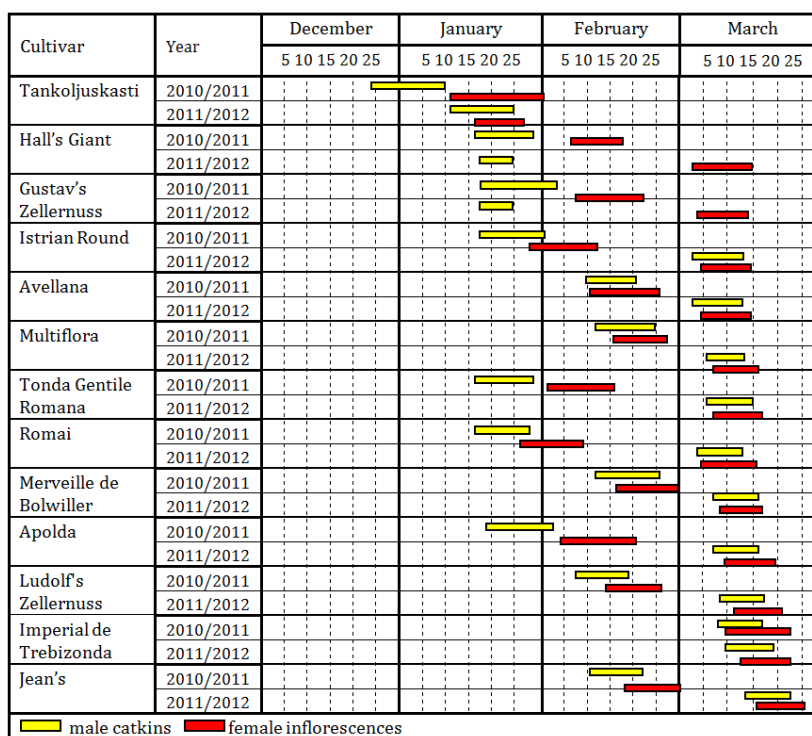 Cultivar Year December January February March
5 10 15 20 25 5 10 15 20 25 5 10 15 20 25 5 10 15 20 25
Tankoljuskasti 2010/2011
2011/2012
Hall's Giant 2010/2011
2011/2012
Gustav's 2010/2011
Zellernuss 2011/2012
Istrian Round 2010/2011
2011/2012
Avellana 2010/2011
2011/2012
Multiflora 2010/2011
2011/2012
Tonda Gentile 2010/2011
Romana 2011/2012
Romai 2010/2011
2011/2012
Merveille de 2010/2011
Bolwiller 2011/2012
Apolda 2010/2011
2011/2012
Ludolf's 2010/2011
Zellernuss 2011/2012
Imperial de 2010/2011
Trebizonda 2011/2012
Jean's 2010/2011
2011/2012
male catkins female inflorescences